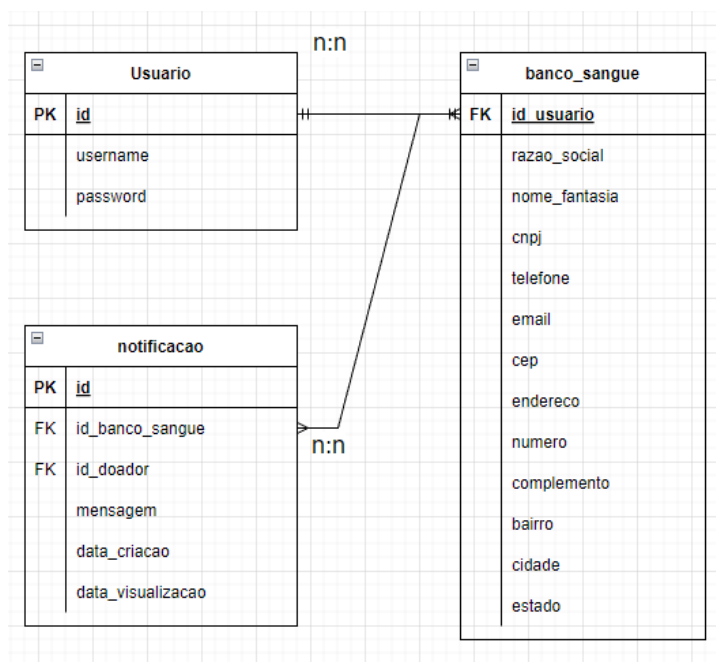 n:n
Usuario
PK id
username
password
banco_sangue
FK id_usuario
razao_social
nome_fantasia
cnpj
telefone
email
cep
endereco
numero
complemento
bairro
cidade
estado
notificacao
PK id
FK id_banco_sangue
FK id_doador
mensagem
data_criacao
data_visualizacao
n:n